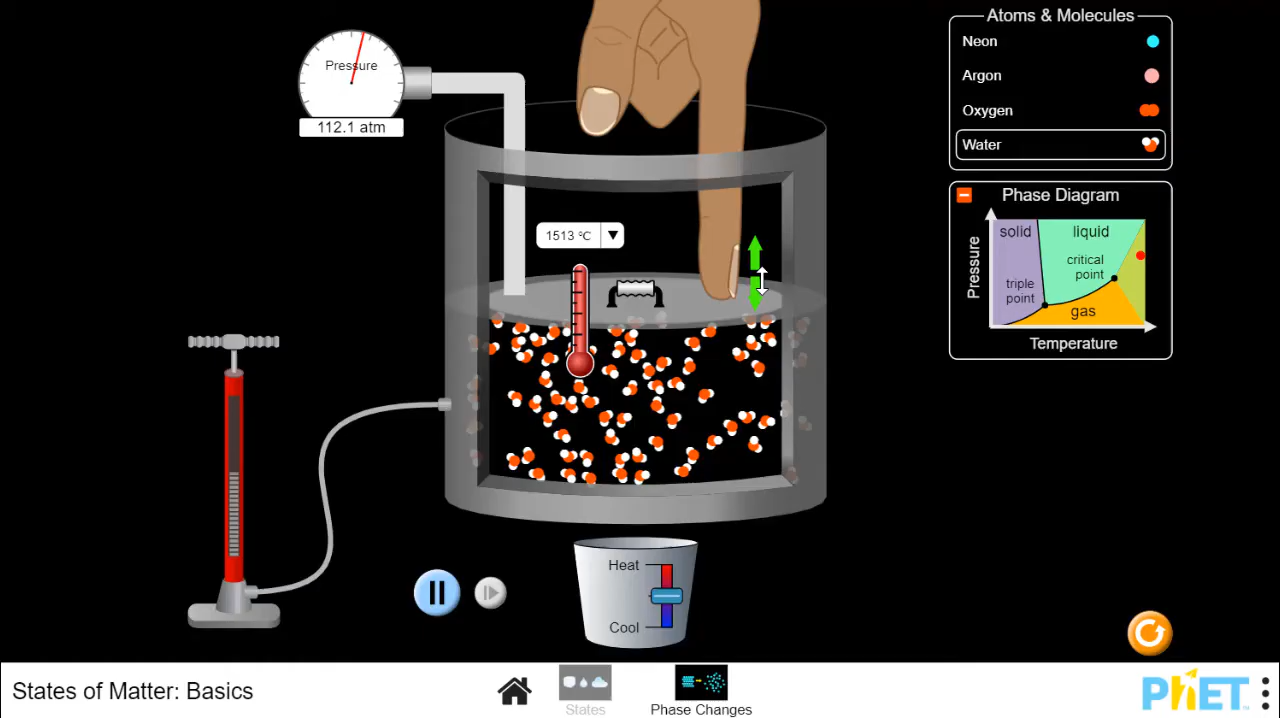 Pressure
112.1 atm
1513 °C
Atoms & Molecules
Neon
Argon
Oxygen
Water
Phase Diagram
Pressure
solid
liquid
critical
point
triple
point
gas
Temperature
Heat
Cool
States of Matter: Basics
States
Phase Changes
PhET